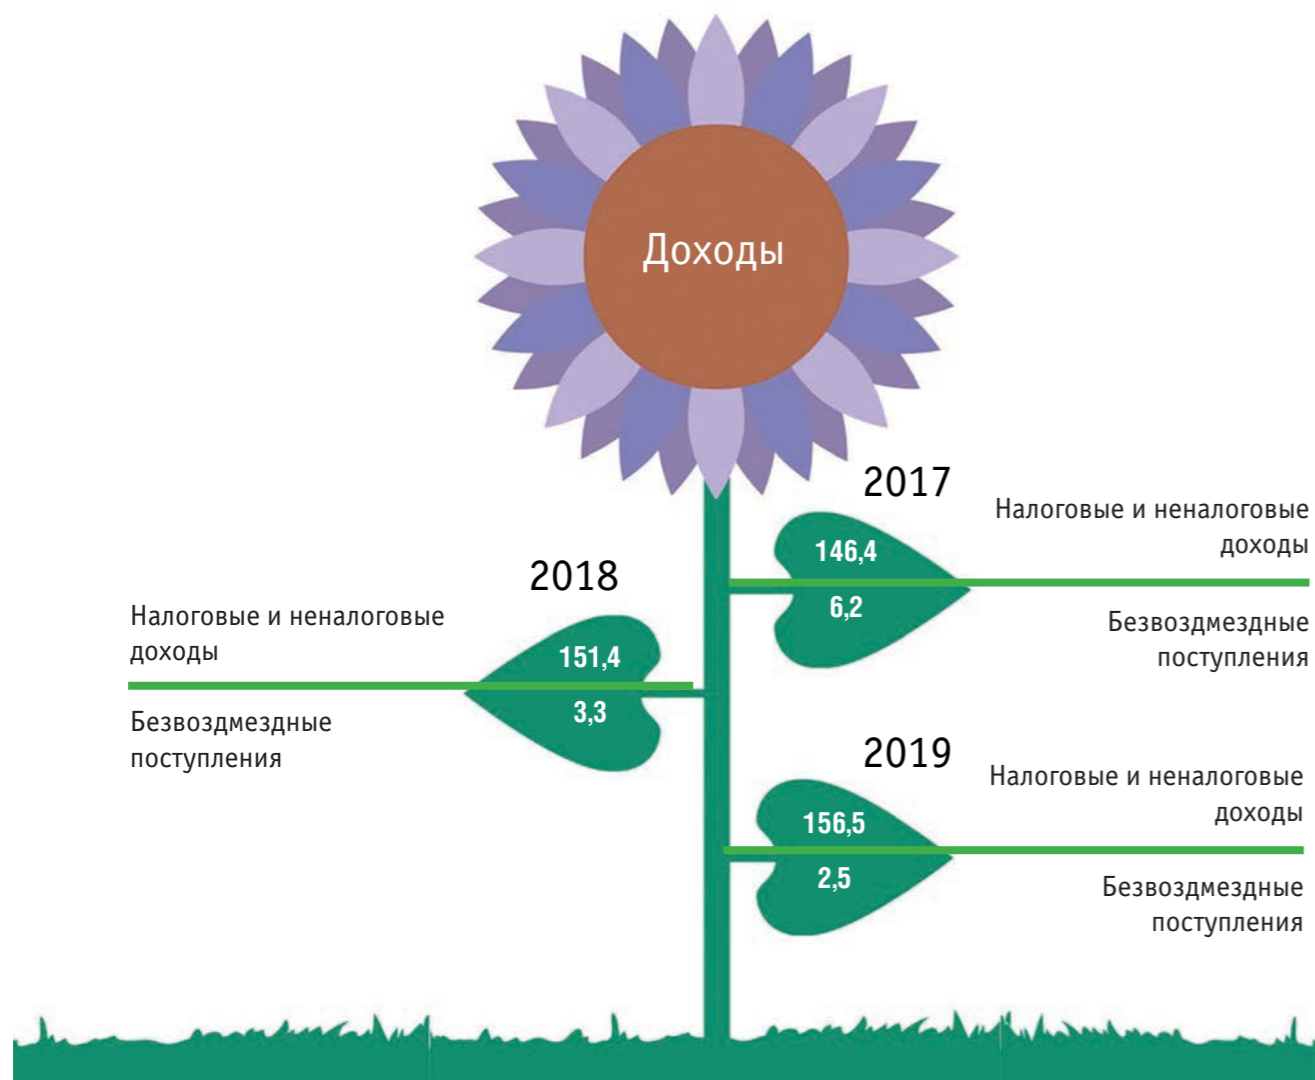 Доходы
2017
Налоговые и неналоговые
доходы
146,4
6,2
Безвоздмездные
поступления
2018
Налоговые и неналоговые
доходы
151,4
3,3
Безвоздмездные
поступления
2019
Налоговые и неналоговые
доходы
156,5
2,5
Безвоздмездные
поступления